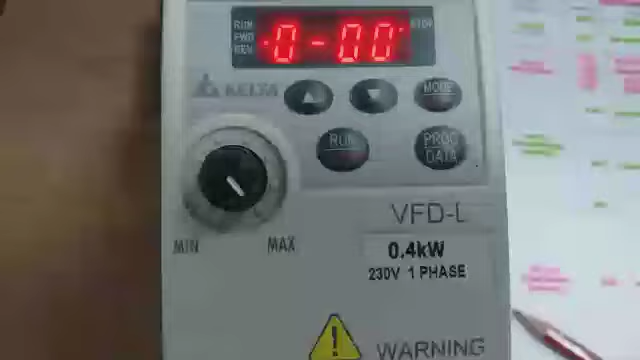 RUN
FWD
REV
STOP
0-00
DELTA
MODE
RUN
PROG
DATA
MIN
MAX
VFD-L
0.4kW
230V 1 PHASE
WARNING